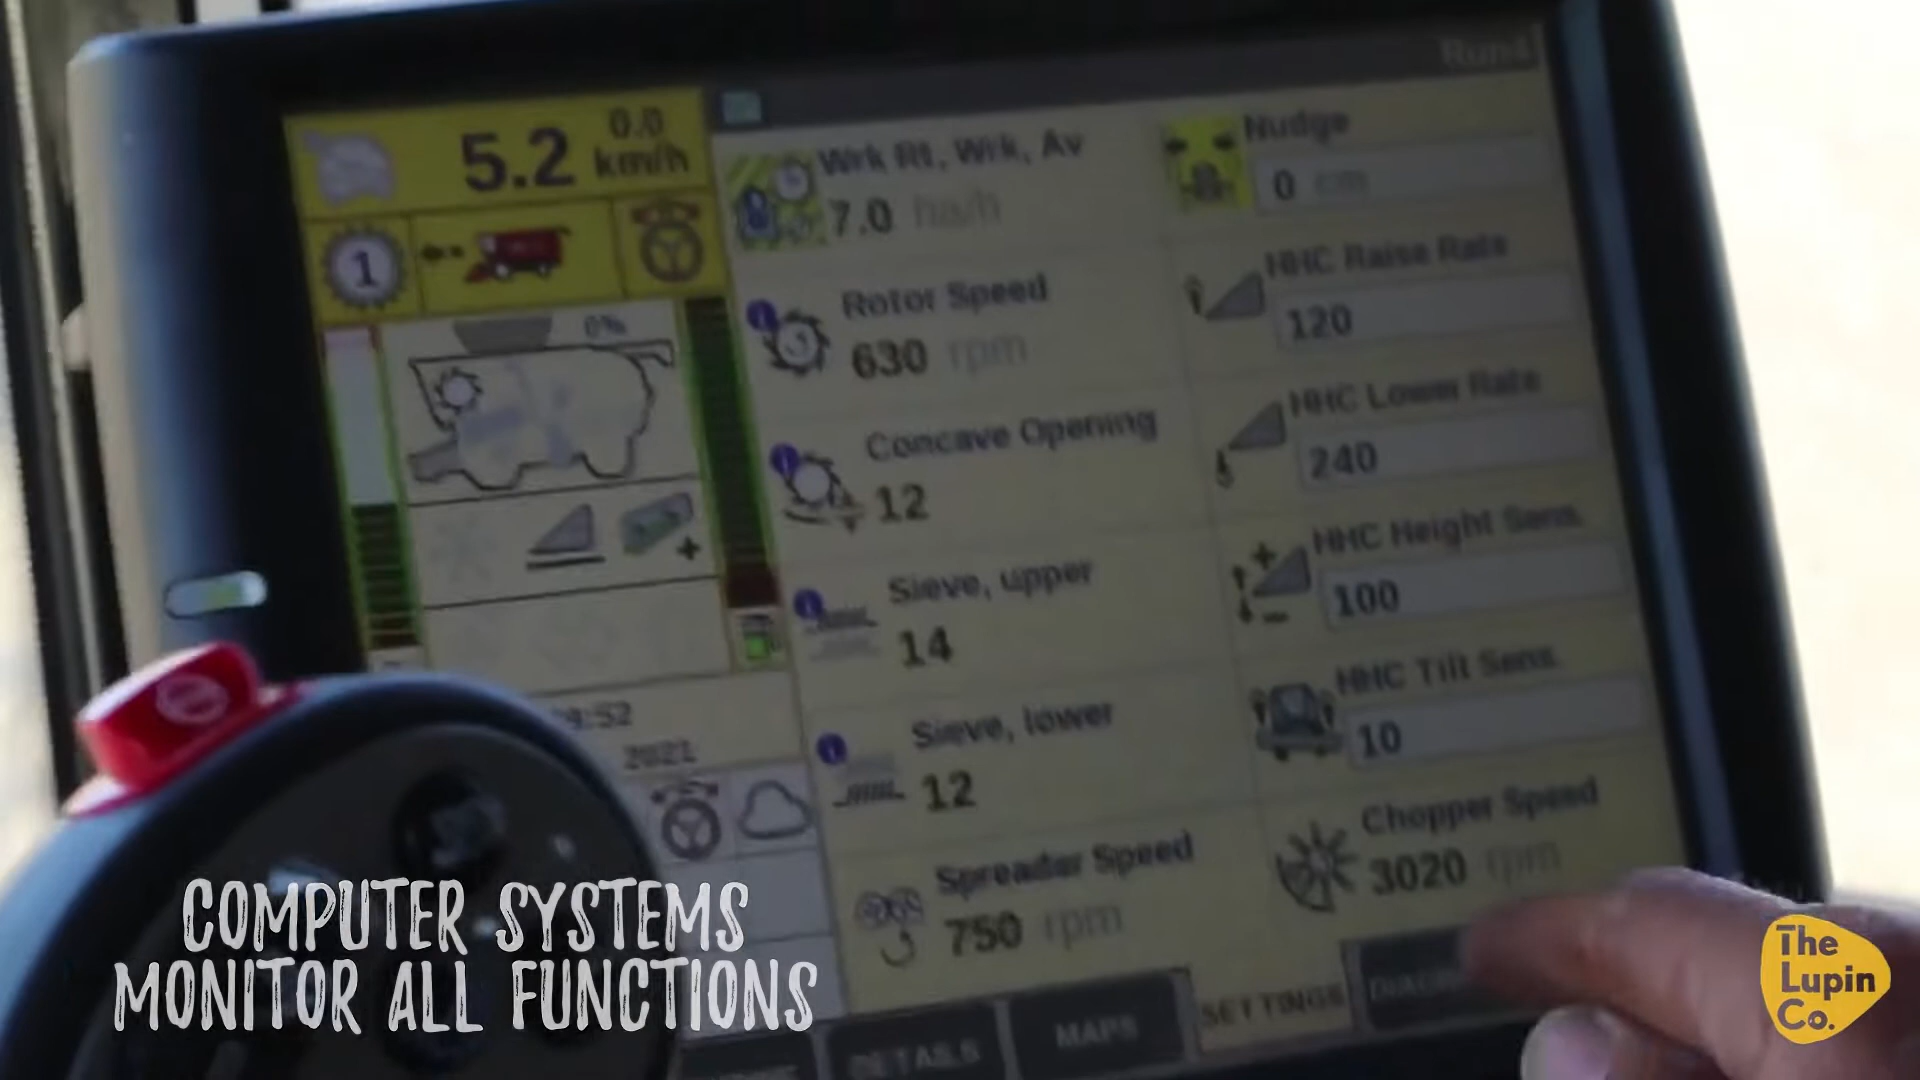 Run4
5.2 0.0 km/h
1
0%
2021
Wrk Rt, Wrk, Av
7.0 ha/h
Rotor Speed
630 rpm
Concave Opening
12
Sieve, upper
14
Sieve, lower
12
Spreader Speed
750 rpm
Nudge
0 cm
HHC Raise Rate
120
HHC Lower Rate
240
HHC Height Sens.
100
HHC Tilt Sens.
10
Chopper Speed
3020 rpm
DETAILS
MAPS
SETTINGS
COMPUTER SYSTEMS
MONITOR ALL FUNCTIONS
The
Lupin
Co.